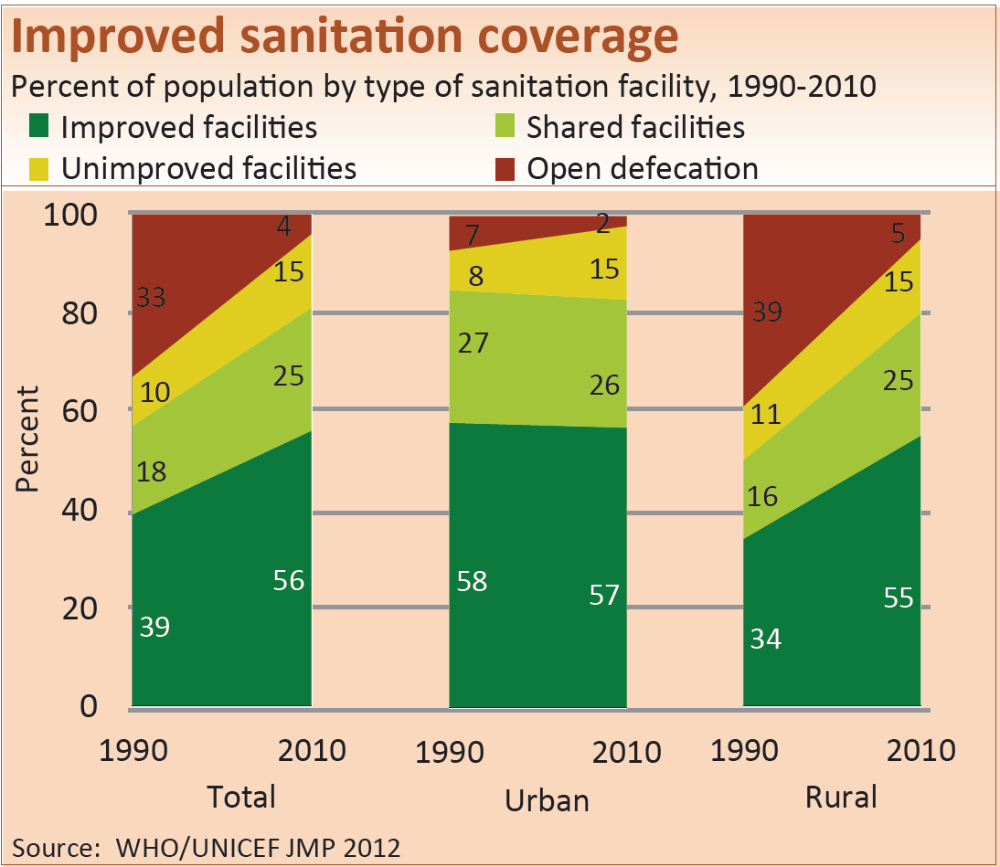 Improved sanitation coverage
Percent of population by type of sanitation facility, 1990-2010
Improved facilities Shared facilities
Unimproved facilities Open defecation
Percent
100
80
60
40
20
0
33 4
10 15
18 25
39 56
1990 2010
Total
7 2
8 15
27 26
58 57
1990 2010
Urban
39 5
11 15
16 25
34 55
1990 2010
Rural
Source: WHO/UNICEF JMP 2012